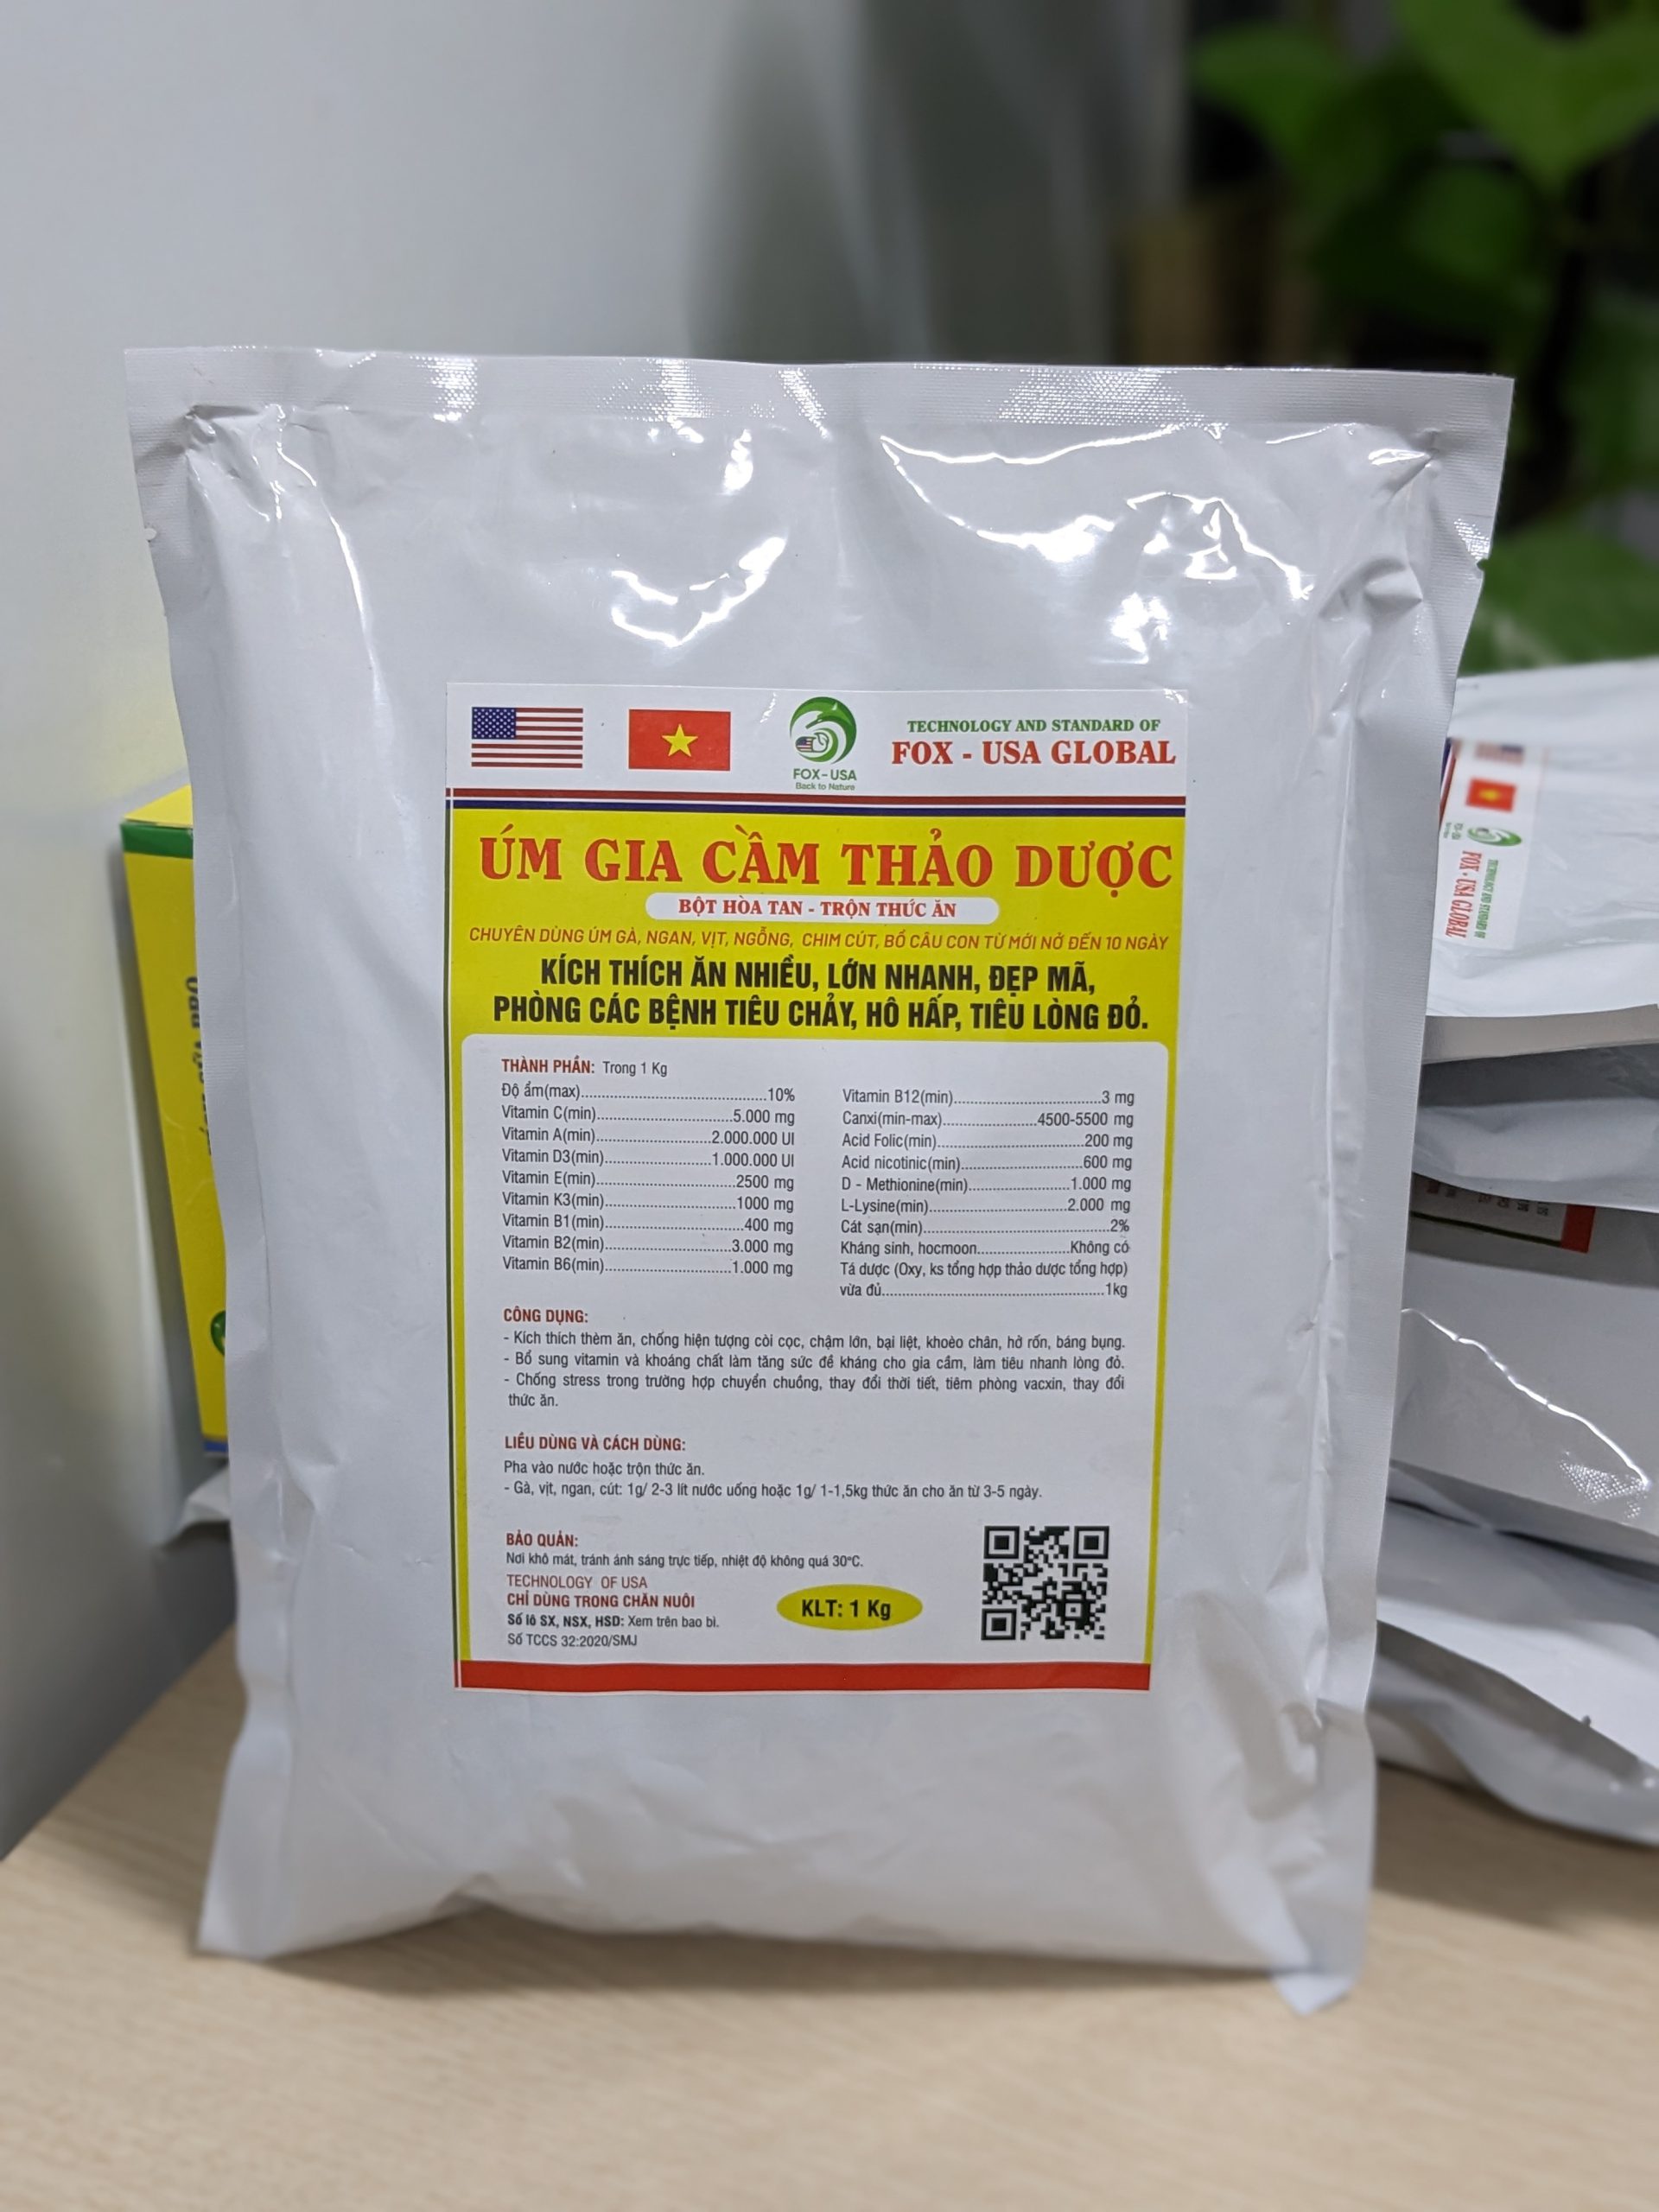 FOX-USA
Back to Nature
TECHNOLOGY AND STANDARD OF
FOX - USA GLOBAL
ÚM GIA CẦM THẢO DƯỢC
BỘT HÒA TAN - TRỘN THỨC ĂN
CHUYÊN DÙNG ÚM GÀ, NGAN, VỊT, NGỖNG, CHIM CÚT, BỒ CÂU CON TỪ MỚI NỞ ĐẾN 10 NGÀY
KÍCH THÍCH ĂN NHIỀU, LỚN NHANH, ĐẸP MÃ,
PHÒNG CÁC BỆNH TIÊU CHẢY, HÔ HẤP, TIÊU LÒNG ĐỎ.
THÀNH PHẦN: Trong 1 Kg
Độ ẩm(max)..............................10%
Vitamin C(min)..............................5.000 mg
Vitamin A(min)..............................2.000.000 UI
Vitamin D3(min)..............................1.000.000 UI
Vitamin E(min)..............................2500 mg
Vitamin K3(min)..............................1000 mg
Vitamin B1(min)..............................400 mg
Vitamin B2(min)..............................3.000 mg
Vitamin B6(min)..............................1.000 mg
Vitamin B12(min)..............................3 mg
Canxi(min-max)......................4500-5500 mg
Acid Folic(min)..............................200 mg
Acid nicotinic(min)..............................600 mg
D - Methionine(min)........................1.000 mg
L-Lysine(min)..............................2.000 mg
Cát sạn(min)..............................2%
Kháng sinh, hocmoon......................Không có
Tá dược (Oxy, ks tổng hợp thảo dược tổng hợp)
vừa đủ..............................1kg
CÔNG DỤNG:
- Kích thích thèm ăn, chống hiện tượng còi cọc, chậm lớn, bại liệt, khoèo chân, hở rốn, báng bụng.
- Bổ sung vitamin và khoáng chất làm tăng sức đề kháng cho gia cầm, làm tiêu nhanh lòng đỏ.
- Chống stress trong trường hợp chuyển chuồng, thay đổi thời tiết, tiêm phòng vacxin, thay đổi
thức ăn.
LIỀU DÙNG VÀ CÁCH DÙNG:
Pha vào nước hoặc trộn thức ăn.
- Gà, vịt, ngan, cút: 1g/ 2-3 lít nước uống hoặc 1g/ 1-1,5kg thức ăn cho ăn từ 3-5 ngày.
BẢO QUẢN:
Nơi khô mát, tránh ánh sáng trực tiếp, nhiệt độ không quá 30°C.
TECHNOLOGY OF USA
CHỈ DÙNG TRONG CHĂN NUÔI
Số lô SX, NSX, HSD: Xem trên bao bì.
Số TCCS 32:2020/SMJ
KLT: 1 Kg
TECHNOLOGY AND STANDARD OF
FOX - USA GLOBAL